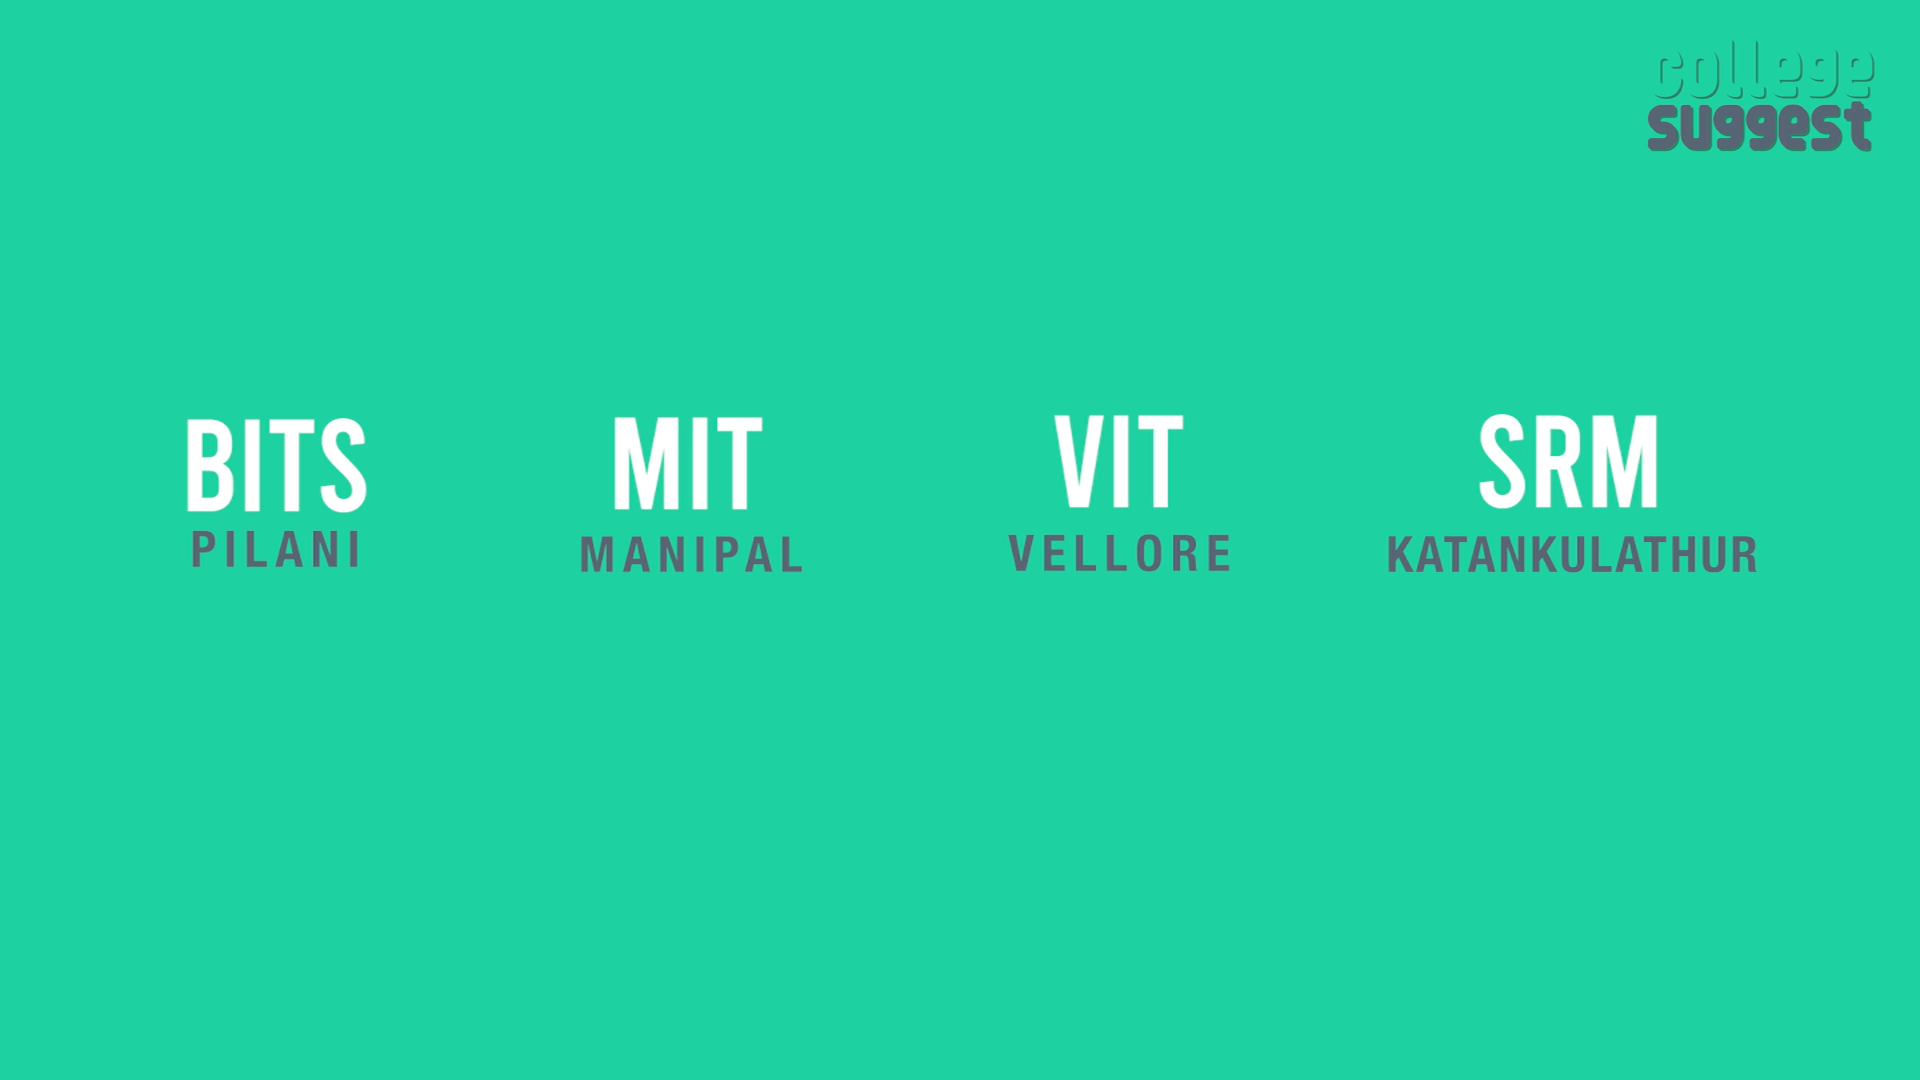 college
suggest
BITS
PILANI
MIT
MANIPAL
VIT
VELLORE
SRM
KATANKULATHUR